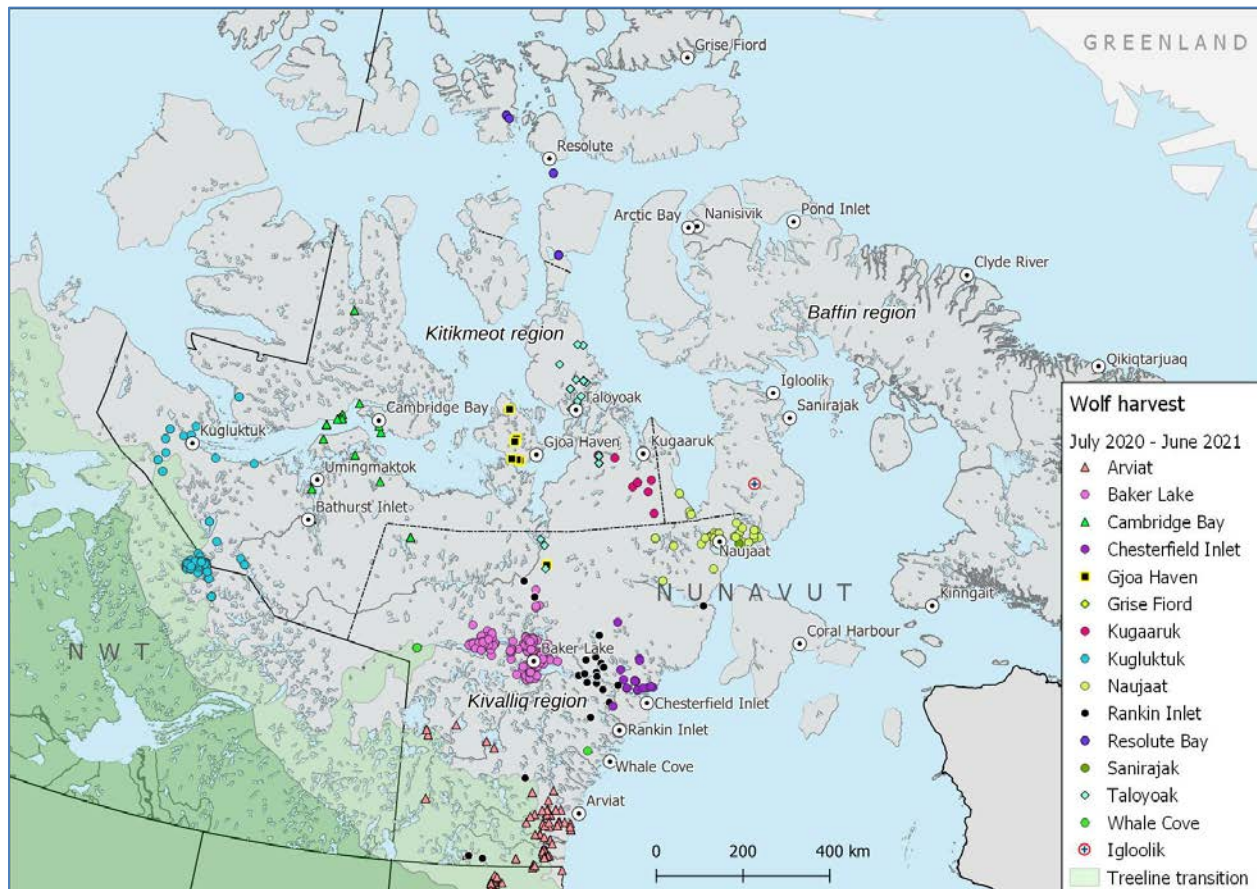 GREENLAND
Grise Fiord
Resolute
Arctic Bay
Nanisivik
Pond Inlet
Clyde River
Baffin region
Kitikmeot region
Qikiqtarjuaq
Igloolik
Sanirajak
Taloyoak
Cambridge Bay
Kugluktuk
Gjoa Haven
Kugaaruk
Umingmaktok
Bathurst Inlet
Naujaat
NUNAVUT
Kinngait
NWT
Coral Harbour
Baker Lake
Kivalliq region
Chesterfield Inlet
Rankin Inlet
Whale Cove
Arviat
0 200 400 km
Wolf harvest
July 2020 - June 2021
Arviat
Baker Lake
Cambridge Bay
Chesterfield Inlet
Gjoa Haven
Grise Fiord
Kugaaruk
Kugluktuk
Naujaat
Rankin Inlet
Resolute Bay
Sanirajak
Taloyoak
Whale Cove
Igloolik
Treeline transition